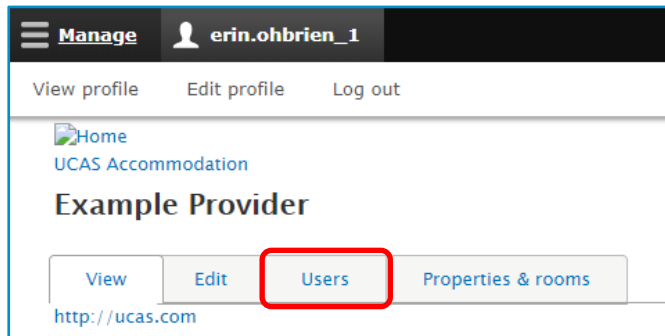 Manage erin.ohbrien_1
View profile Edit profile Log out
Home
UCAS Accommodation
Example Provider
View Edit Users Properties & rooms
http://ucas.com